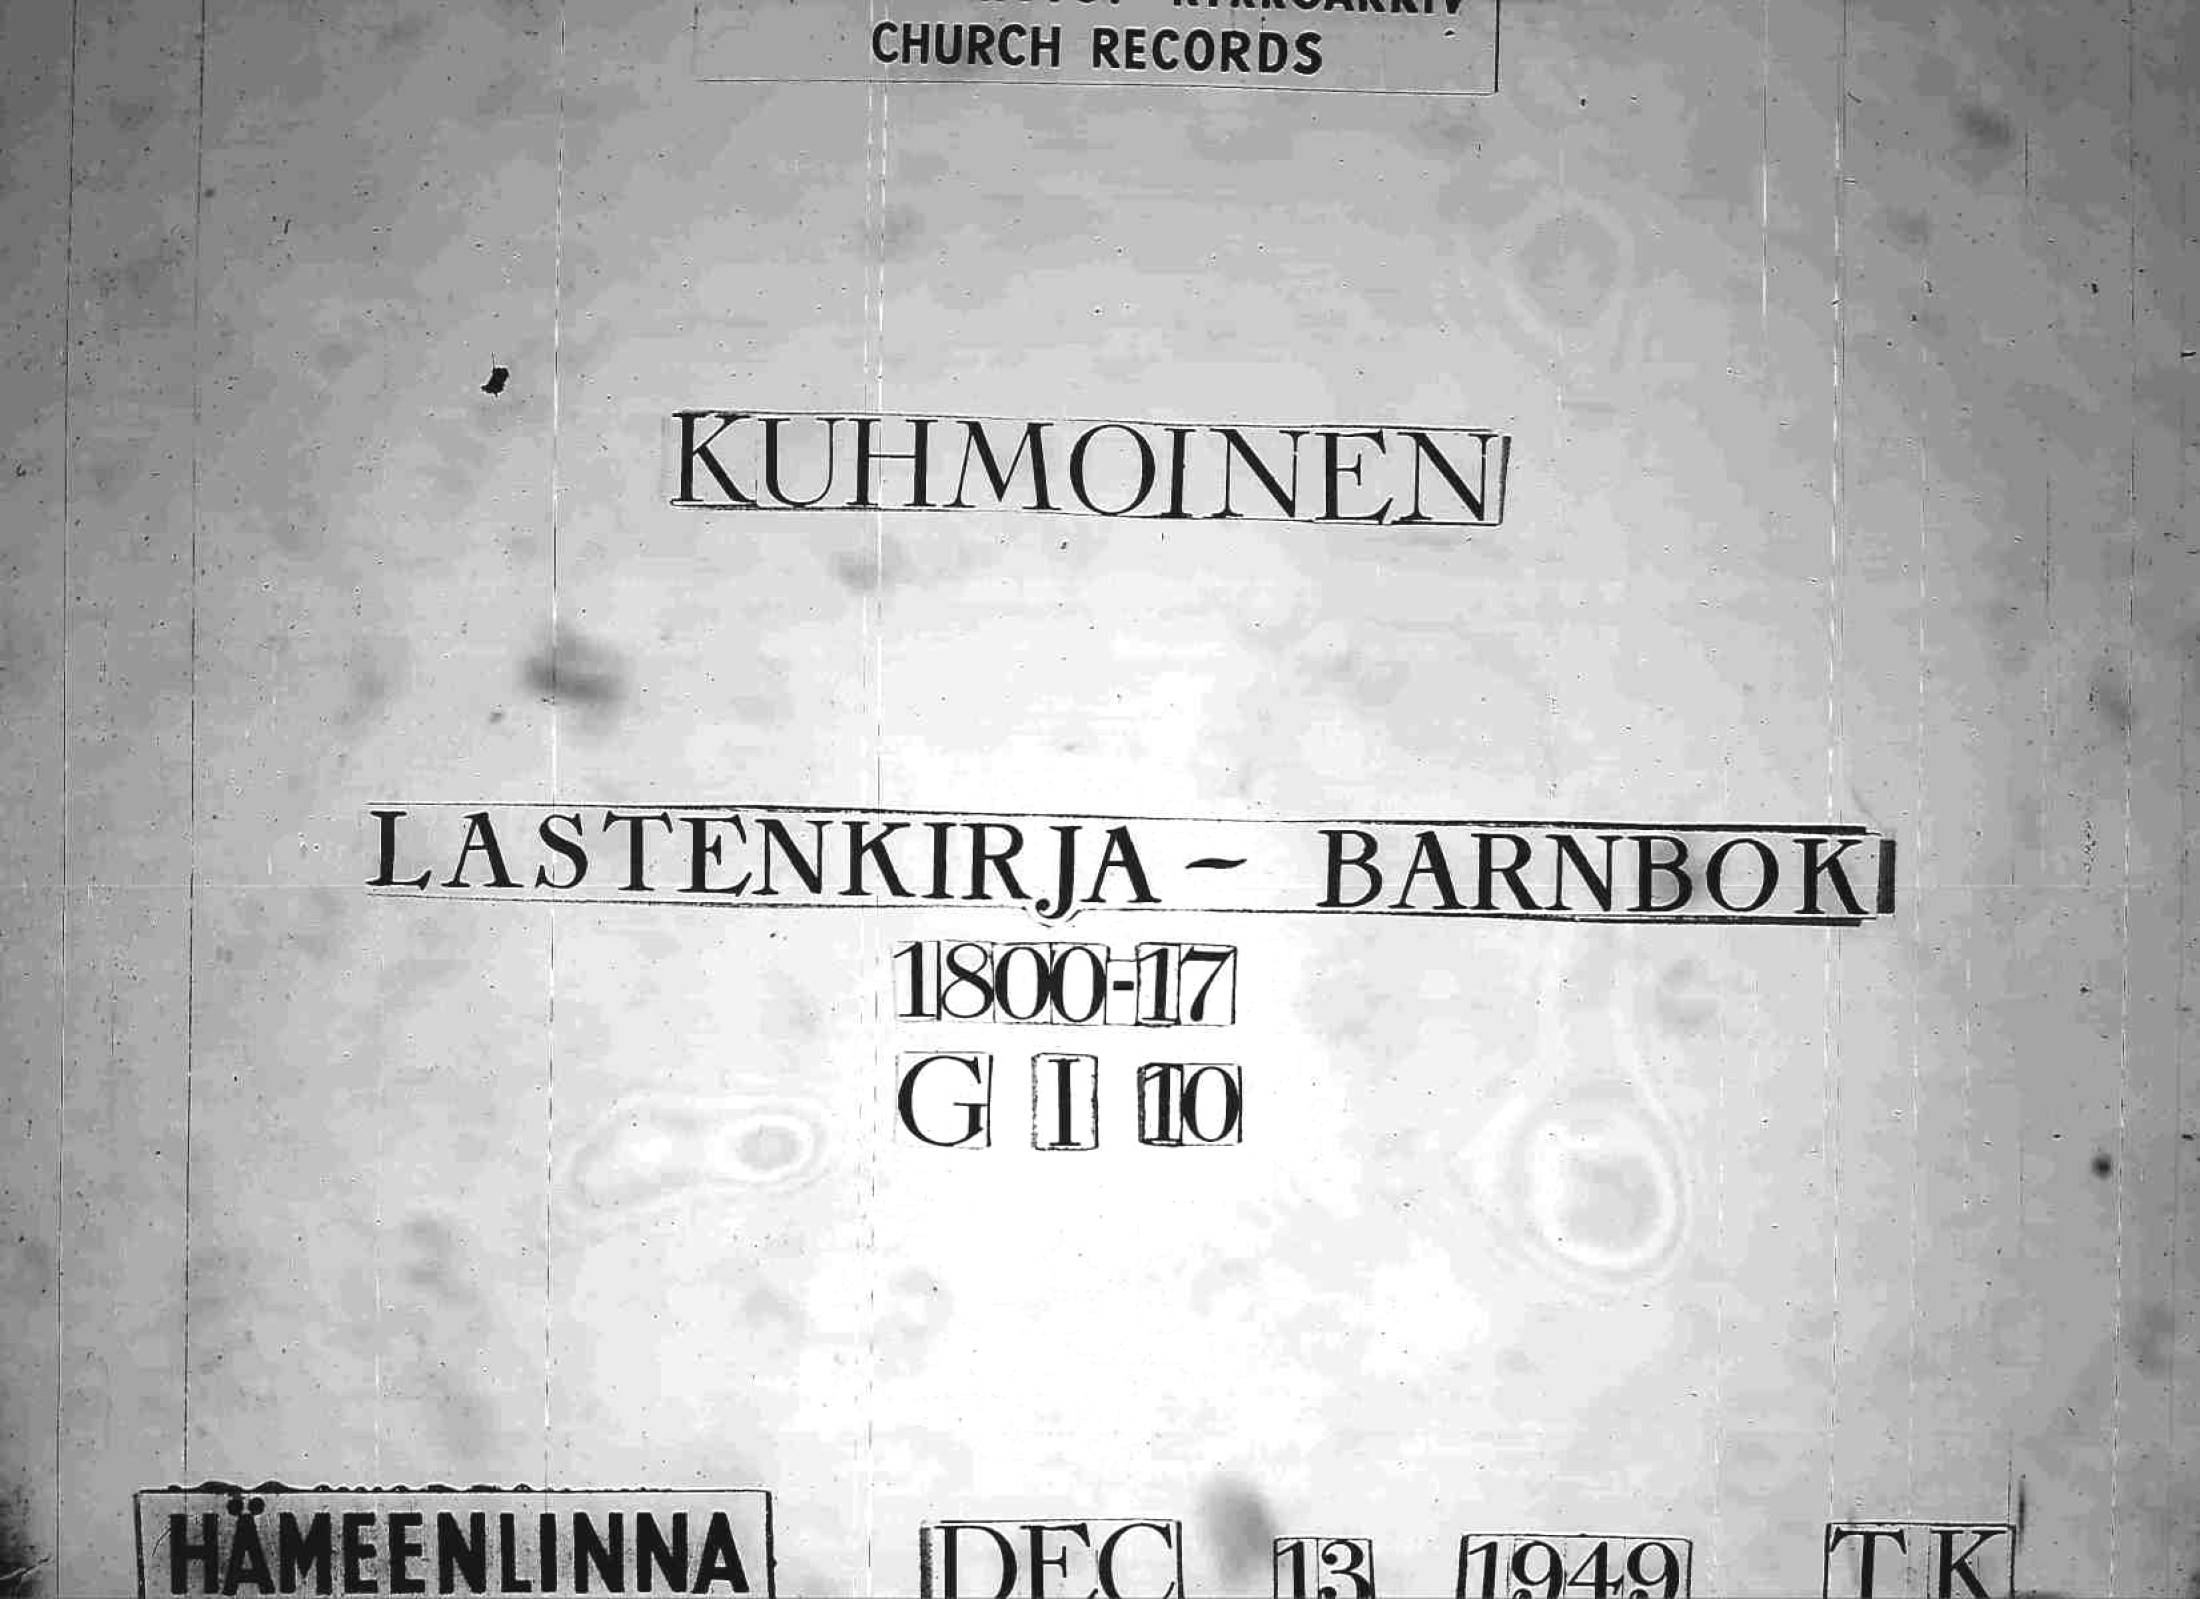 CHURCH RECORDS
KUHMOINEN
LASTENKIRJA - BARNBOK
1800-17
G I 10
HÄMEENLINNA DEC 13 1949 TK